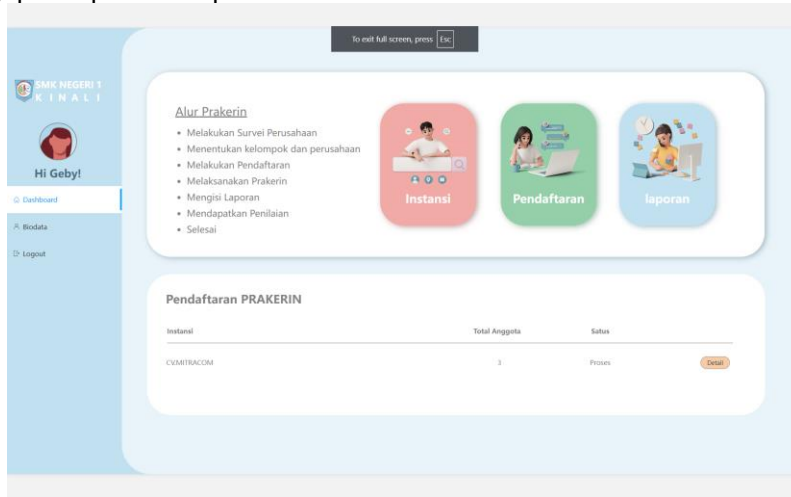 To exit full screen, press Esc
SMK NEGERI 1
KINALI
Hi Geby!
Dashboard
Biodata
Logout
Alur Prakerin
• Melakukan Survei Perusahaan
• Menentukan kelompok dan perusahaan
• Melakukan Pendaftaran
• Melaksanakan Prakerin
• Mengisi Laporan
• Mendapatkan Penilaian
• Selesai
Instansi
Pendaftaran
laporan
Pendaftaran PRAKERIN
Instansi Total Anggota Satus
CV.MITRACOM Proses Detail